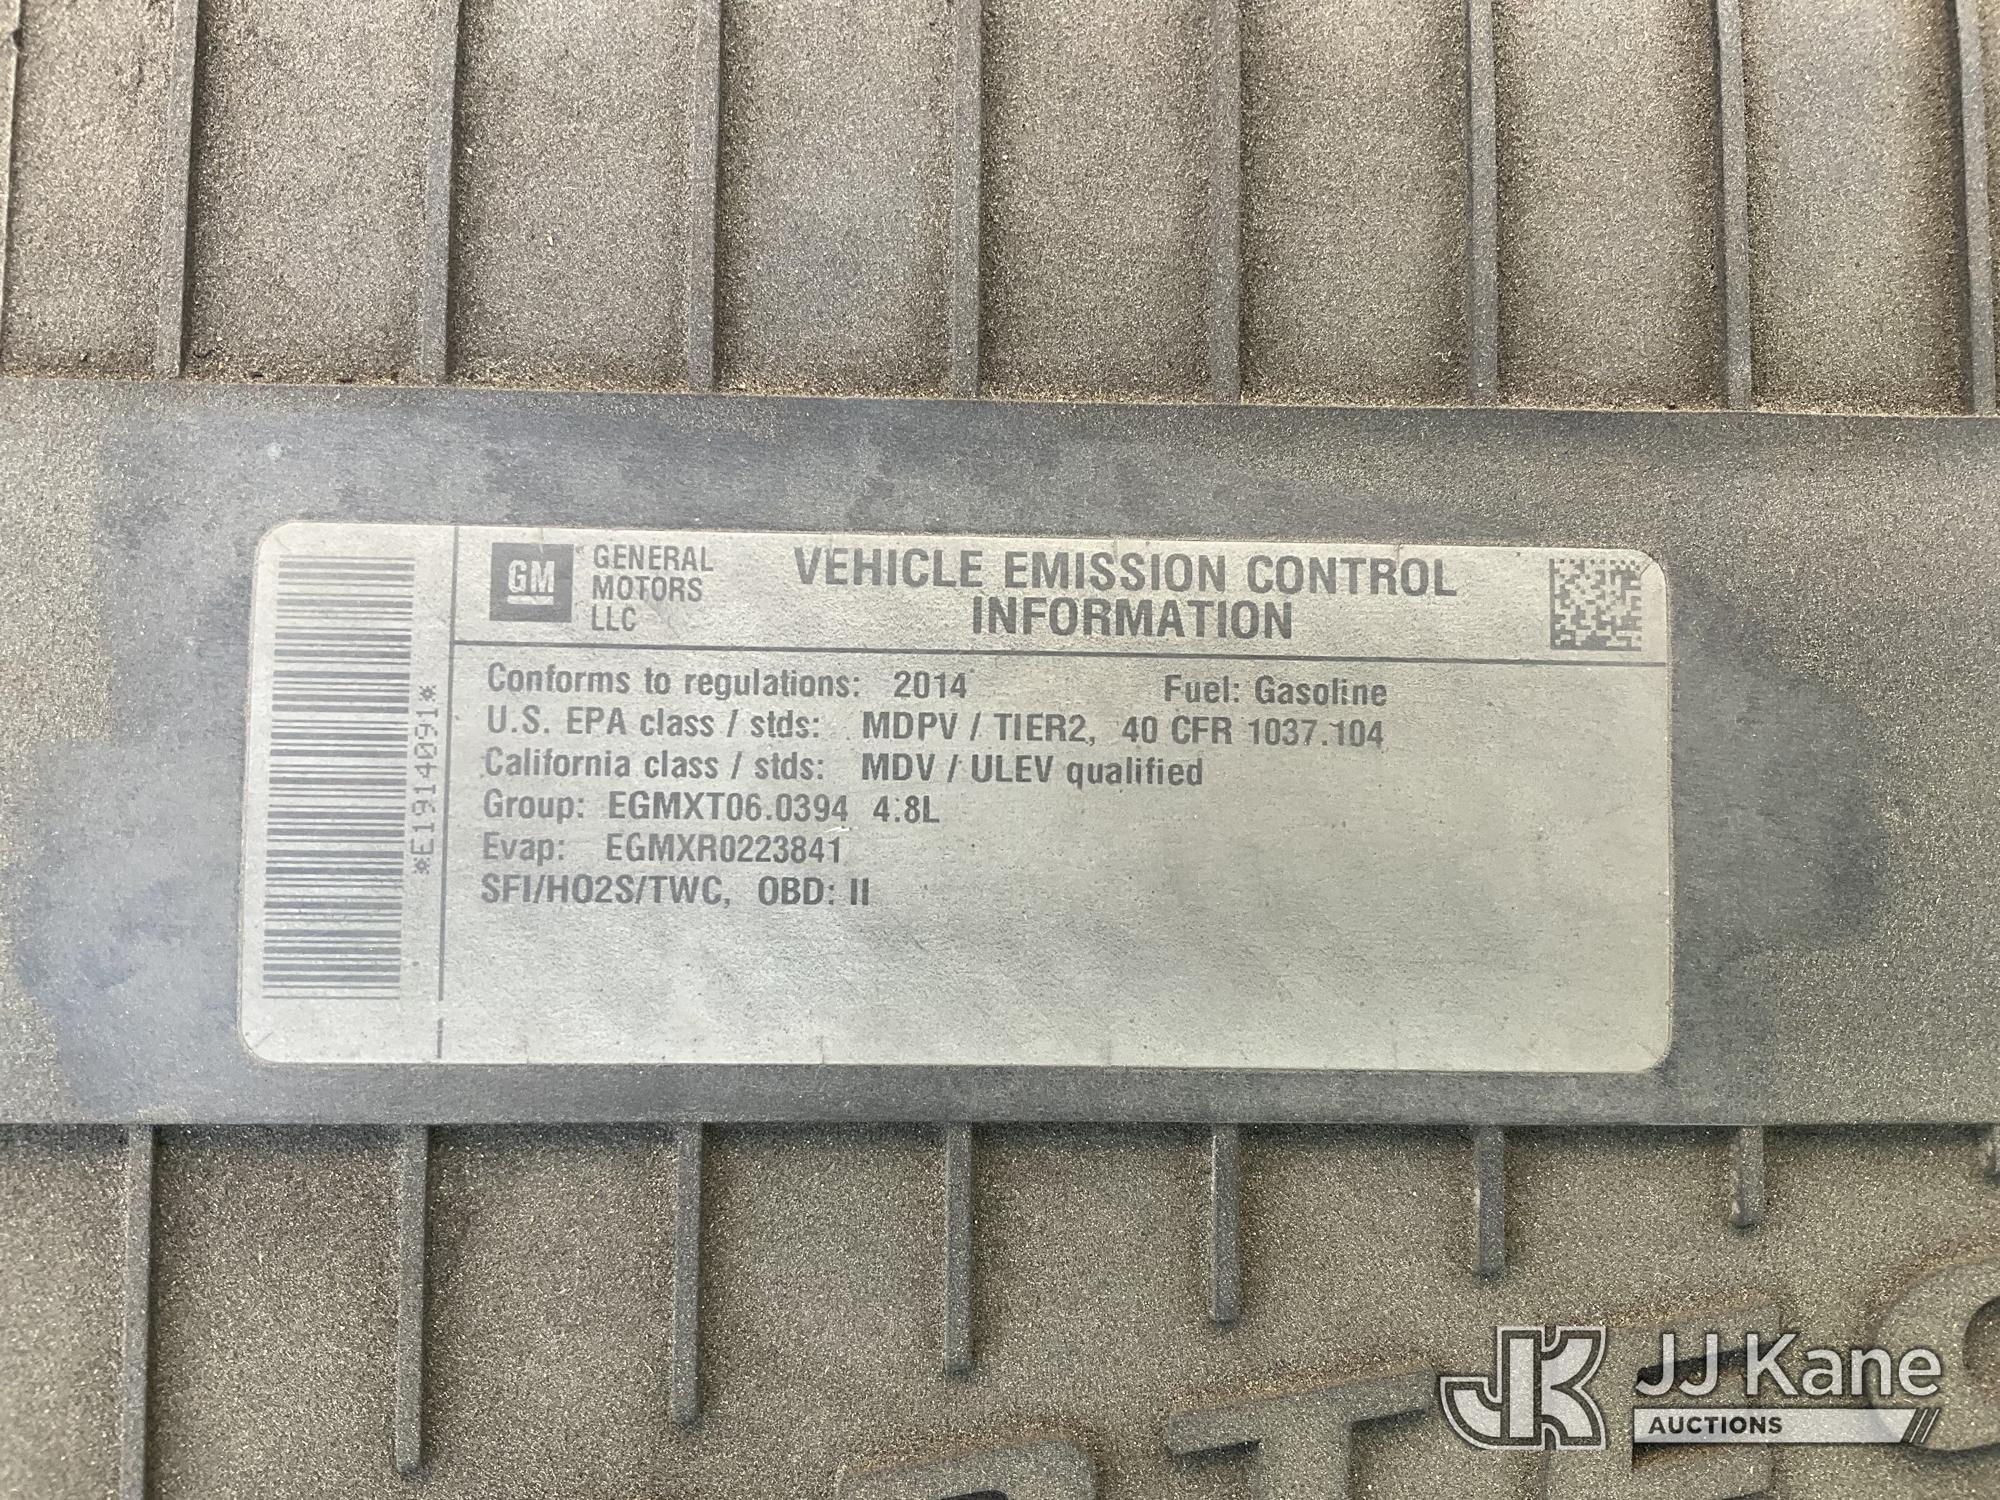 GM
GENERAL
MOTORS
LLC
VEHICLE EMISSION CONTROL
INFORMATION
Conforms to regulations: 2014 Fuel: Gasoline
U.S. EPA class / stds: MDPV / TIER2, 40 CFR 1037.104
California class / stds: MDV / ULEV qualified
Group: EGMXT06.0394 4.8L
Evap: EGMXR0223841
SFI/HO2S/TWC, OBD: II
*E1914091*
JK JJ Kane
AUCTIONS